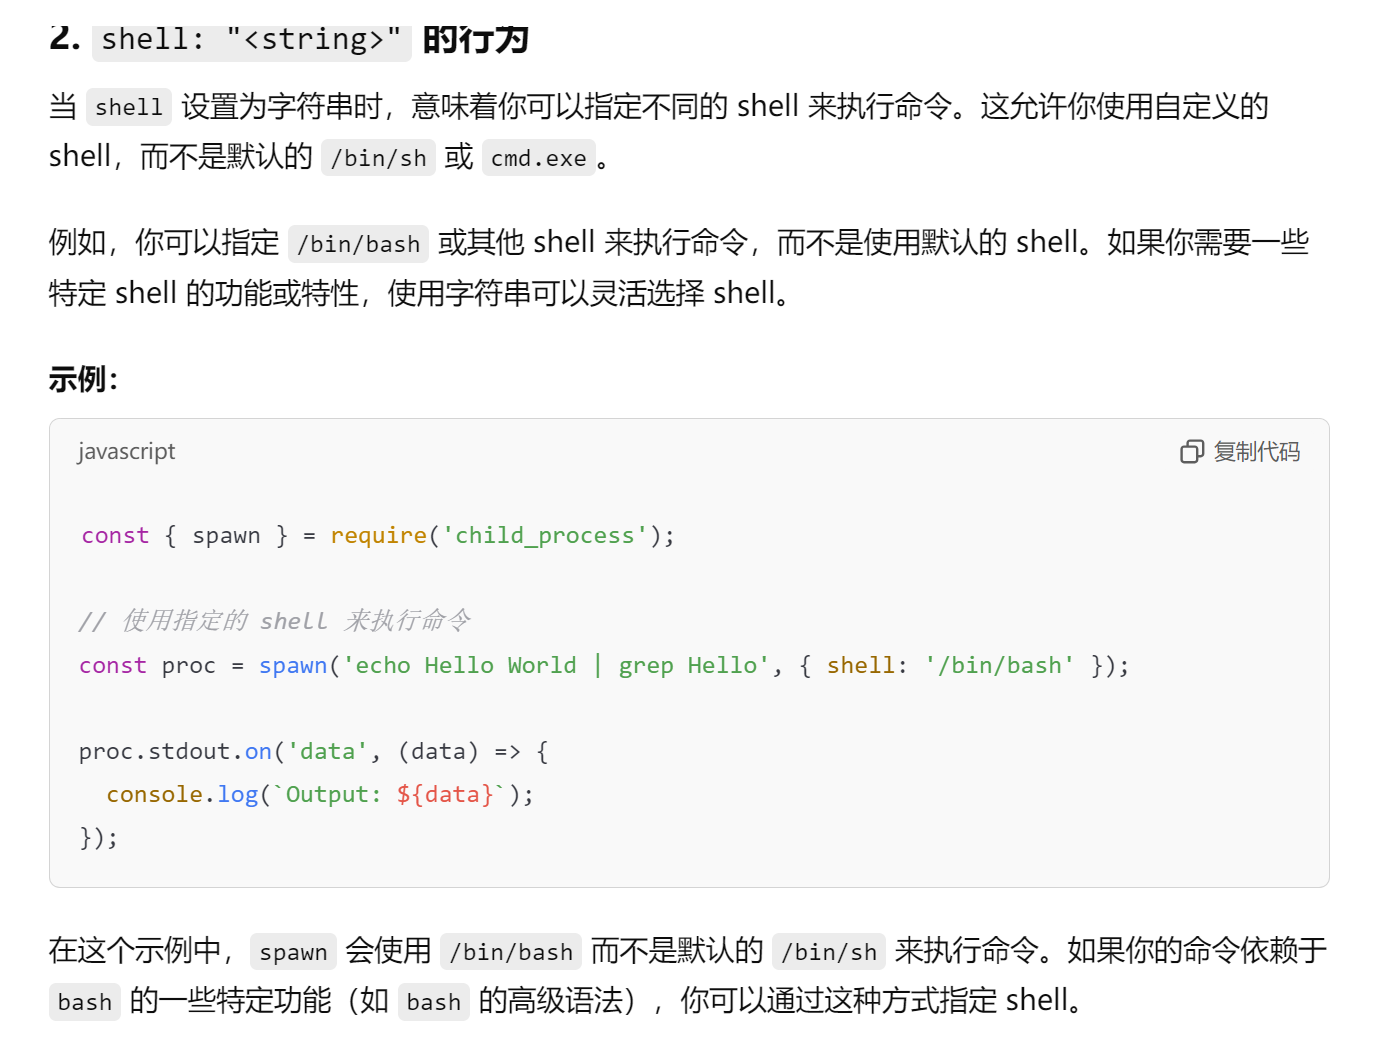 2. shell: "<string>" 的行为
当 shell 设置为字符串时，意味着你可以指定不同的 shell 来执行命令。这允许你使用自定义的
shell，而不是默认的 /bin/sh 或 cmd.exe。
例如，你可以指定 /bin/bash 或其他 shell 来执行命令，而不是使用默认的 shell。如果你需要一些
特定 shell 的功能或特性，使用字符串可以灵活选择 shell。
示例：
javascript 复制代码
const { spawn } = require('child_process');
// 使用指定的 shell 来执行命令
const proc = spawn('echo Hello World | grep Hello', { shell: '/bin/bash' });
proc.stdout.on('data', (data) => {
  console.log(`Output: ${data}`);
});
在这个示例中，spawn 会使用 /bin/bash 而不是默认的 /bin/sh 来执行命令。如果你的命令依赖于
bash 的一些特定功能（如 bash 的高级语法），你可以通过这种方式指定 shell。